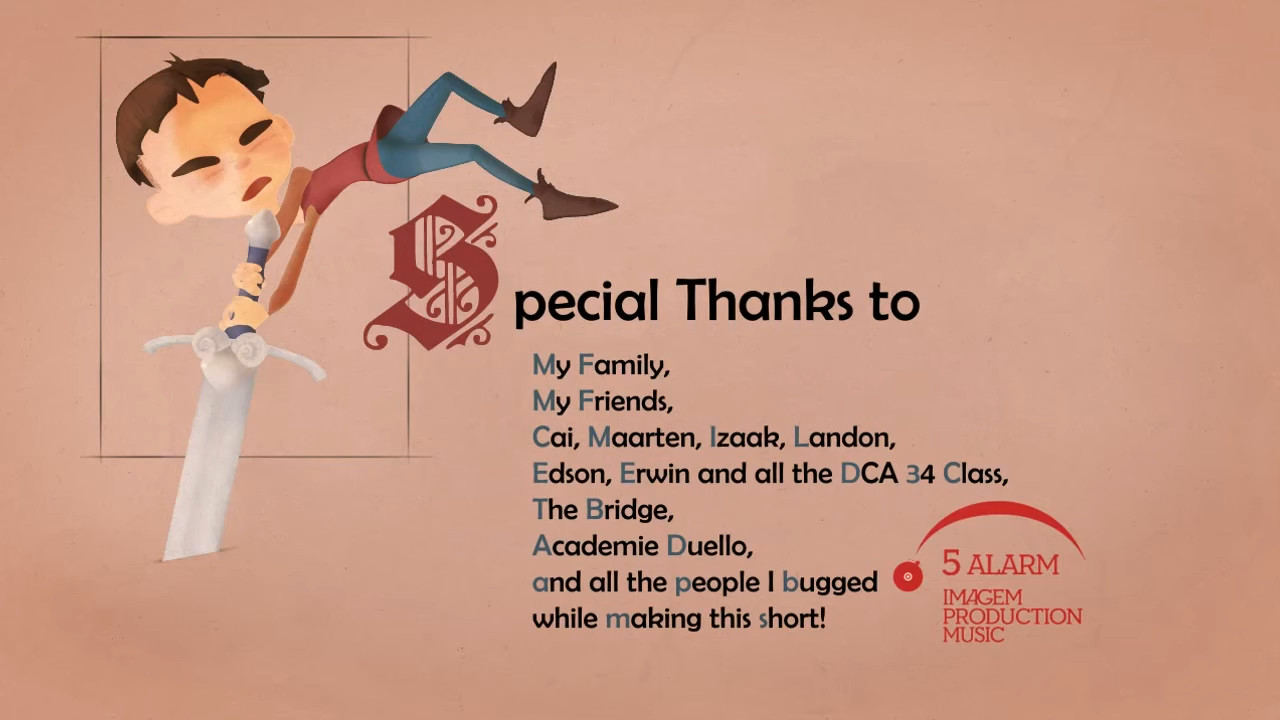 Special Thanks to
My Family,
My Friends,
Cai, Maarten, Izaak, Landon,
Edson, Erwin and all the DCA 34 Class,
The Bridge,
Academie Duello,
and all the people I bugged
while making this short!
5 ALARM
IMAGEM
PRODUCTION
MUSIC